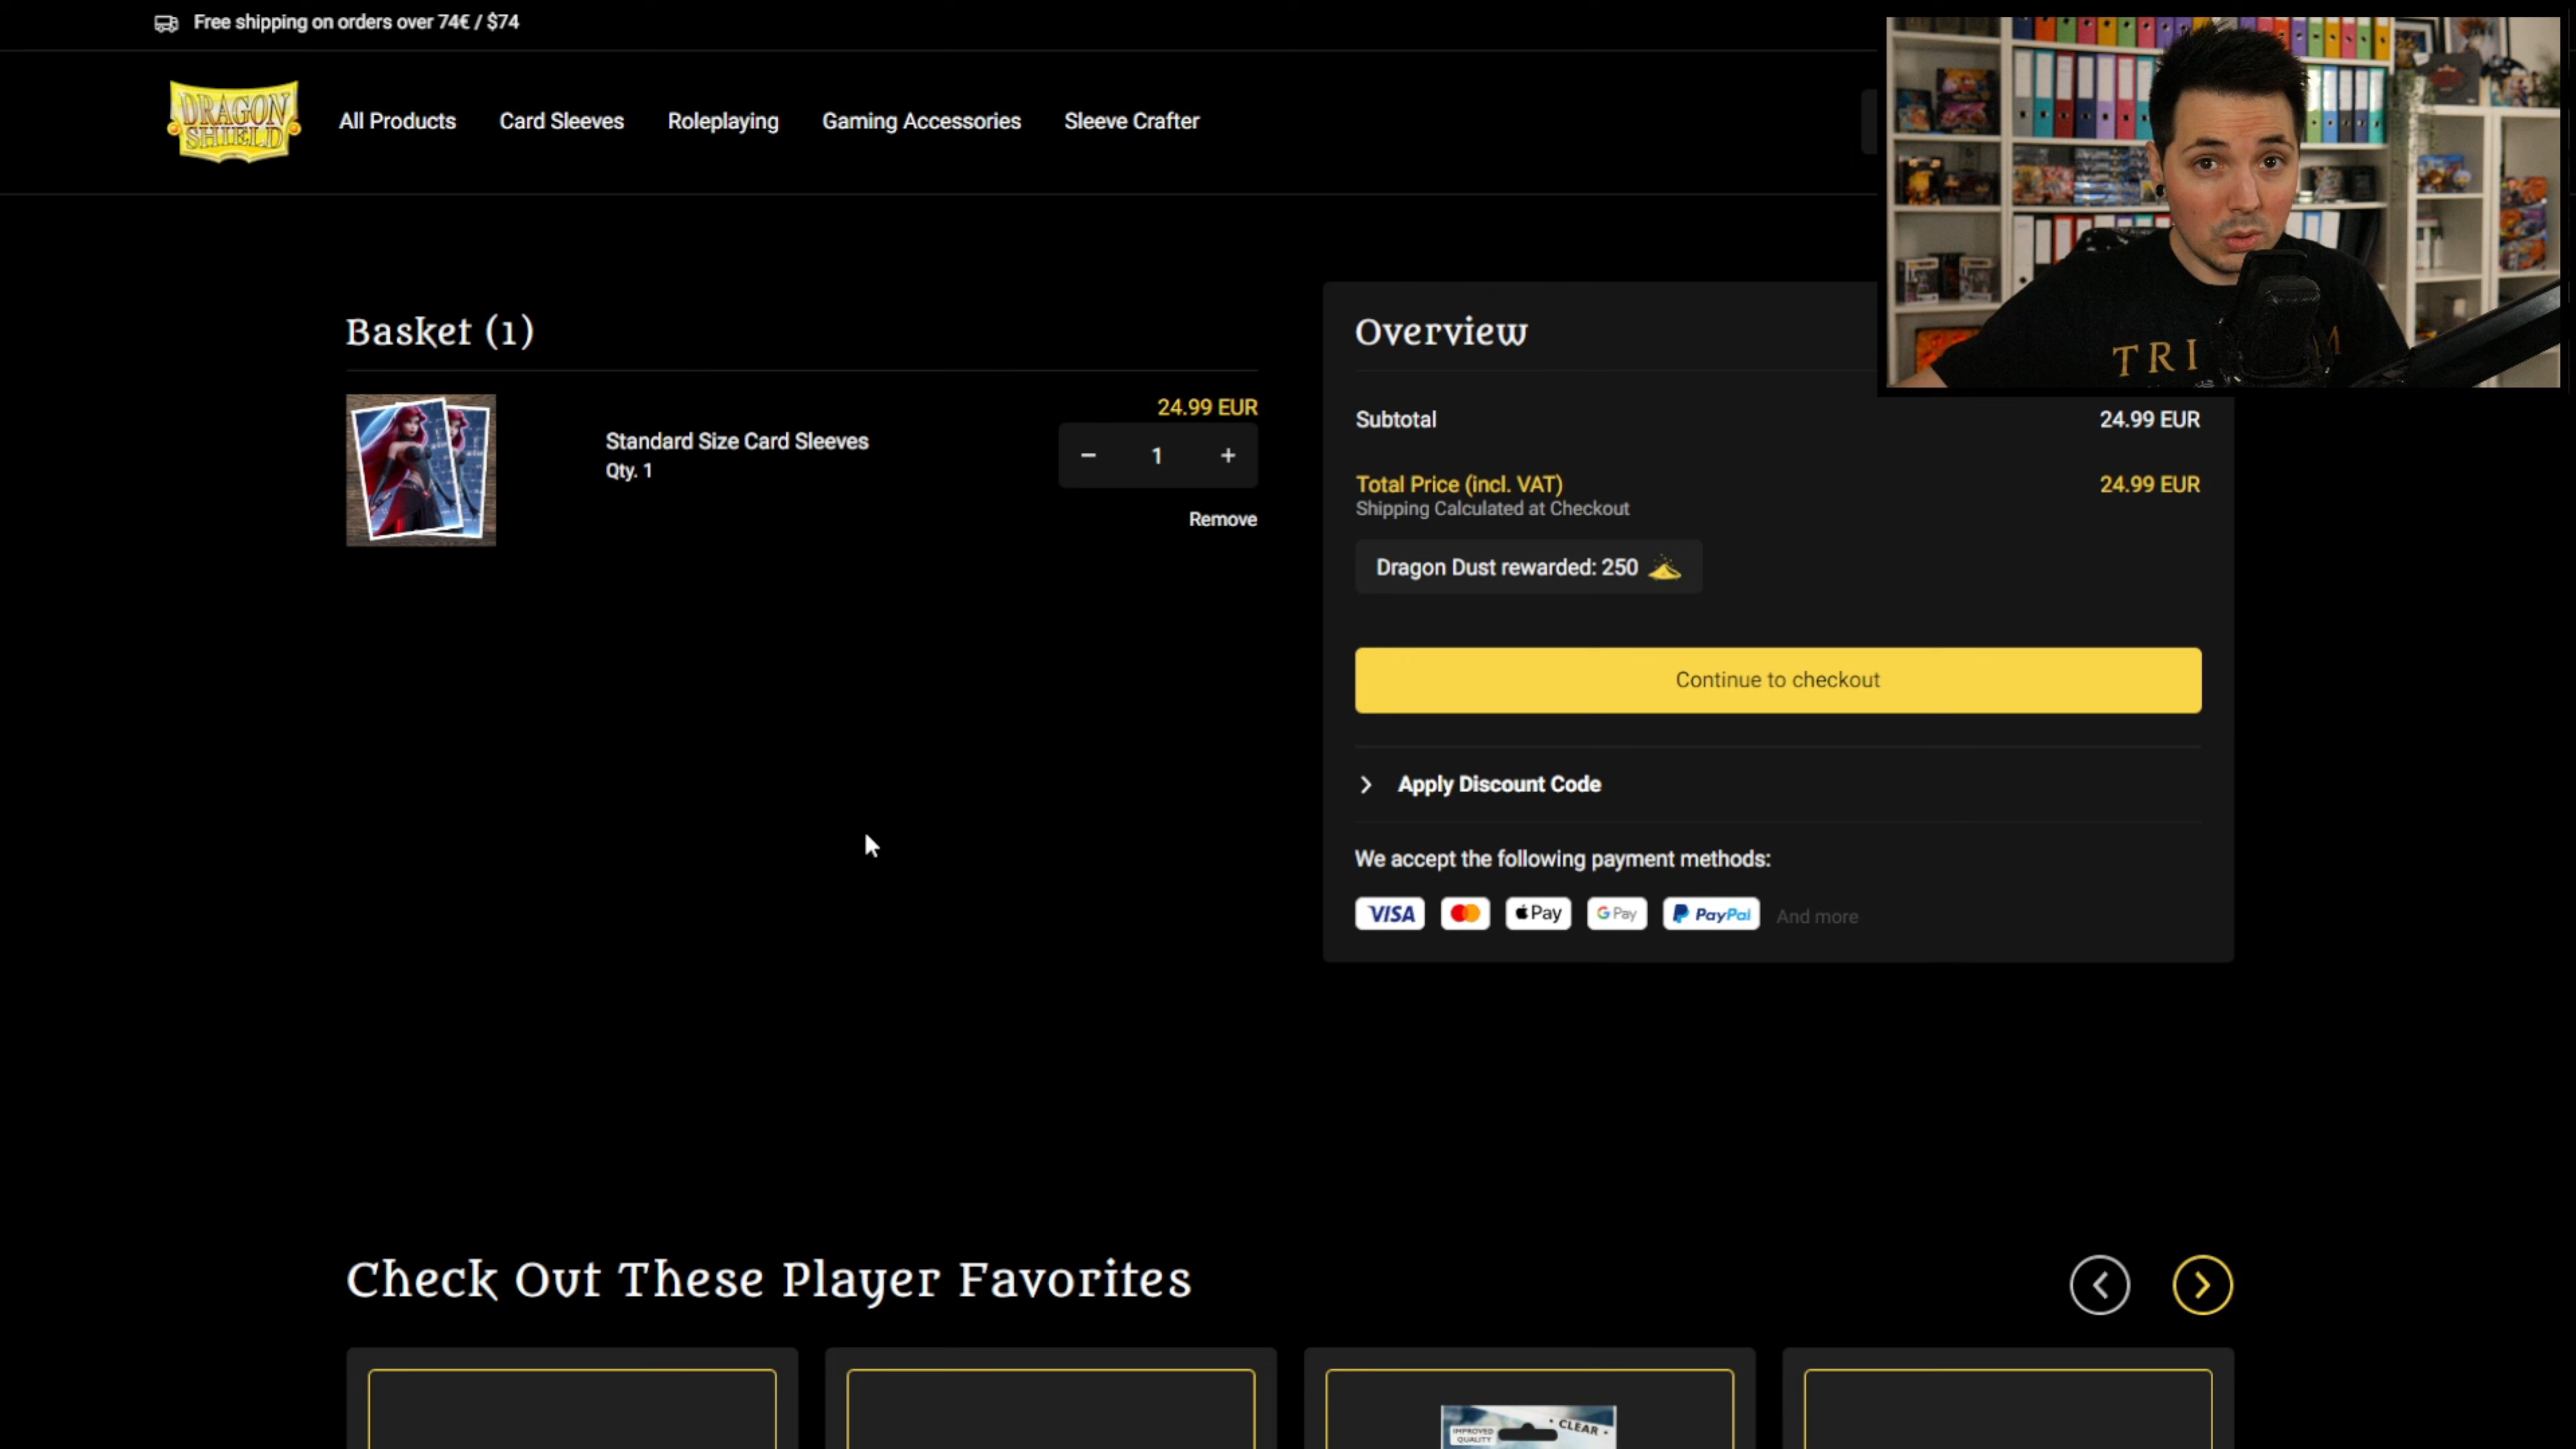 Free shipping on orders over 74€ / $74
DRAGON SHIELD
All Products
Card Sleeves
Roleplaying
Gaming Accessories
Sleeve Crafter
Basket (1)
24.99 EUR
Standard Size Card Sleeves
Qty. 1
− 1 +
Remove
Overview
Subtotal
24.99 EUR
Total Price (incl. VAT)
24.99 EUR
Shipping Calculated at Checkout
Dragon Dust rewarded: 250
Continue to checkout
Apply Discount Code
We accept the following payment methods:
VISA
Pay
G Pay
PayPal
And more
TRI M
Check Out These Player Favorites
IMPROVED QUALITY
• CLEAR •